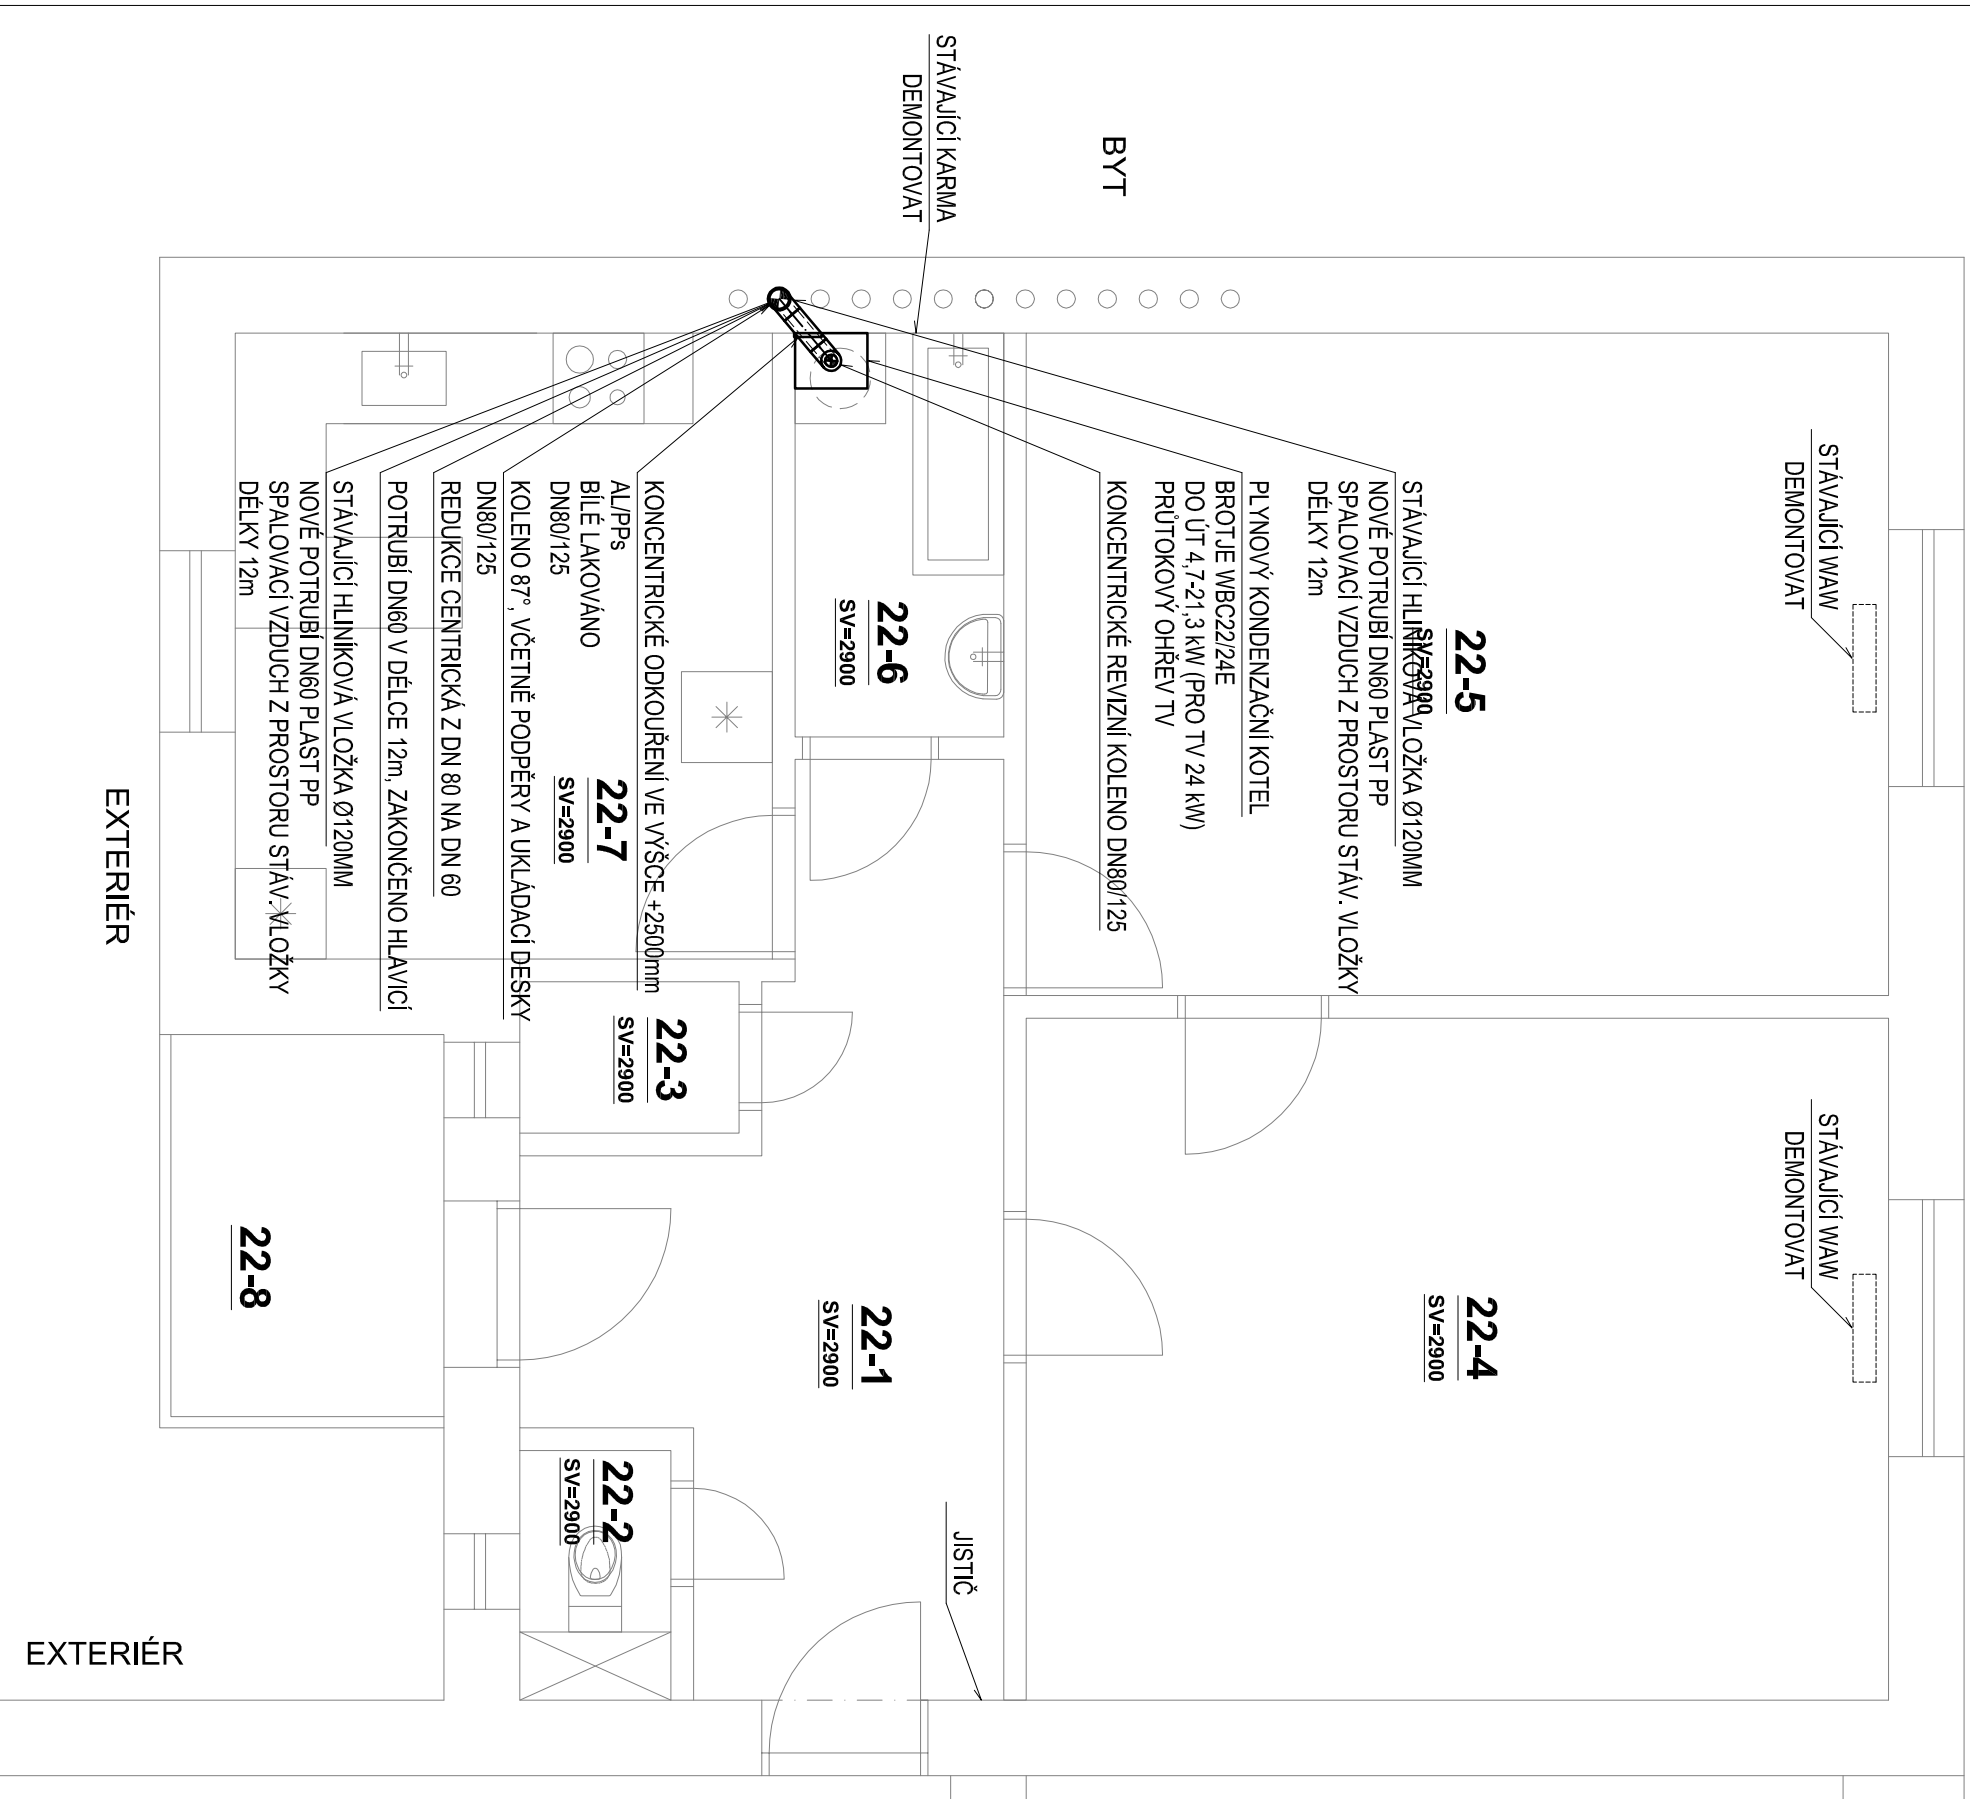 STÁVAJÍCÍ KARMA
DEMONTOVAT
BYT
STÁVAJÍCÍ WAW
DEMONTOVAT
22-5
SV=2900
STÁVAJÍCÍ HLINÍKOVÁ VLOŽKA Ø120MM
NOVÉ POTRUBÍ DN60 PLAST PP
SPALOVACÍ VZDUCH Z PROSTORU STÁV. VLOŽKY
DÉLKY 12m
PLYNOVÝ KONDENZAČNÍ KOTEL
BROTJE WBC22/24E
DO ÚT 4,7-21,3 kW (PRO TV 24 kW)
PRŮTOKOVÝ OHŘEV TV
KONCENTRICKÉ REVIZNÍ KOLENO DN80/125
22-6
SV=2900
KONCENTRICKÉ ODKOUŘENÍ VE VÝŠCE +2500mm
AL/PPs
BÍLÉ LAKOVÁNO
DN80/125
22-7
SV=2900
KOLENO 87°, VČETNĚ PODPĚRY A UKLÁDACÍ DESKY
DN80/125
REDUKCE CENTRICKÁ Z DN 80 NA DN 60
POTRUBÍ DN60 V DÉLCE 12m, ZAKONČENO HLAVICÍ
STÁVAJÍCÍ HLINÍKOVÁ VLOŽKA Ø120MM
NOVÉ POTRUBÍ DN60 PLAST PP
SPALOVACÍ VZDUCH Z PROSTORU STÁV. VLOŽKY
DÉLKY 12m
EXTERIÉR
22-3
SV=2900
STÁVAJÍCÍ WAW
DEMONTOVAT
22-4
SV=2900
22-1
SV=2900
22-8
22-2
SV=2900
JISTIČ
EXTERIÉR